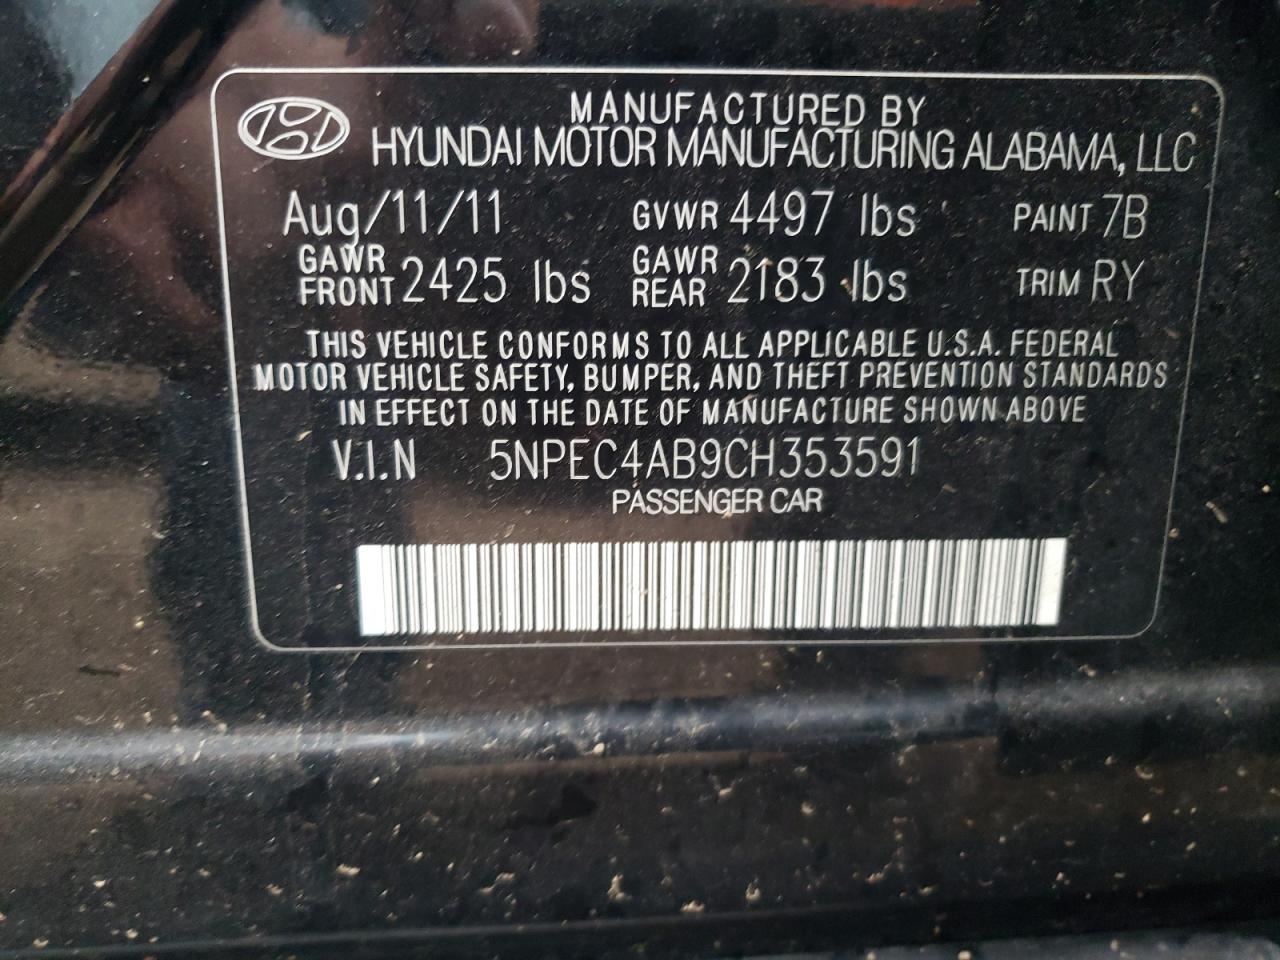 MANUFACTURED BY
HYUNDAI MOTOR MANUFACTURING ALABAMA, LLC
Aug/11/11 GVWR 4497 lbs PAINT 7B
GAWR FRONT 2425 lbs GAWR REAR 2183 lbs TRIM RY
THIS VEHICLE CONFORMS TO ALL APPLICABLE U.S.A. FEDERAL
MOTOR VEHICLE SAFETY, BUMPER, AND THEFT PREVENTION STANDARDS
IN EFFECT ON THE DATE OF MANUFACTURE SHOWN ABOVE
V.I.N 5NPEC4AB9CH353591
PASSENGER CAR